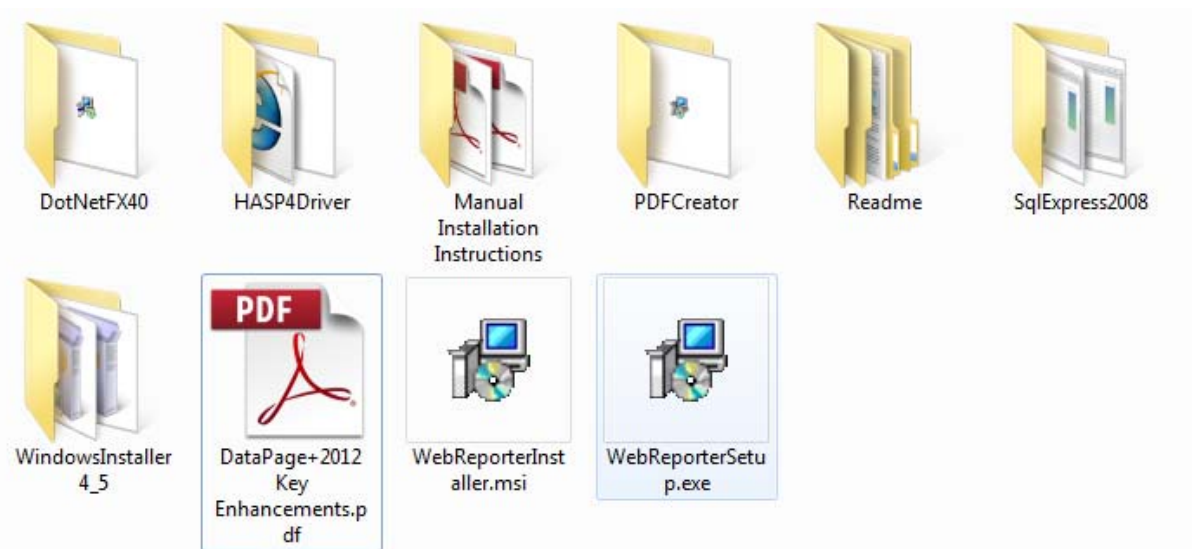 DotNetFX40
HASP4Driver
Manual
Installation
Instructions
PDFCreator
Readme
SqlExpress2008
WindowsInstaller
4_5
PDF
DataPage+2012
Key
Enhancements.p
df
WebReporterInst
aller.msi
WebReporterSetu
p.exe